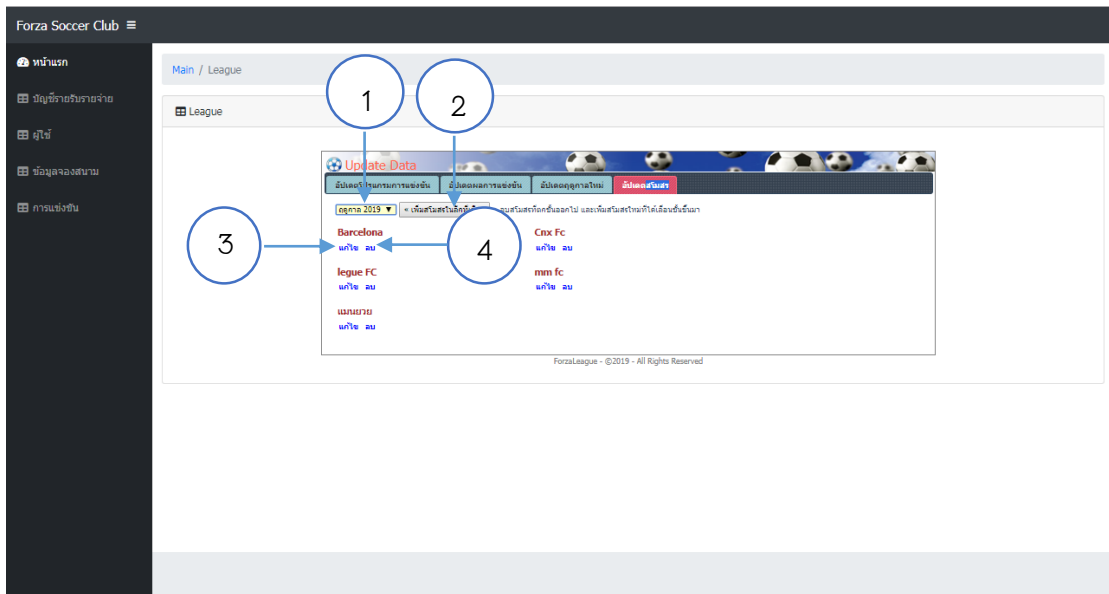 Forza Soccer Club
หน้าแรก
บัญชีรายรับรายจ่าย
ผู้ใช้
ข้อมูลจองสนาม
การแข่งขัน
Main / League
1
2
League
Update Data
อัปเดตโปรแกรมการแข่งขัน อัปเดตผลการแข่งขัน อัปเดตฤดูกาลใหม่ อัปเดตสโมสร
ฤดูกาล 2019 « เพิ่มสโมสรในลีก ลบสโมสรที่ตกชั้นออกไป และเพิ่มสโมสรใหม่ที่ได้เลื่อนชั้นขึ้นมา
3
4
Barcelona Cnx Fc
แก้ไข ลบ แก้ไข ลบ
legue FC mm fc
แก้ไข ลบ แก้ไข ลบ
แมนยวย
แก้ไข ลบ
ForzaLeague - ©2019 - All Rights Reserved